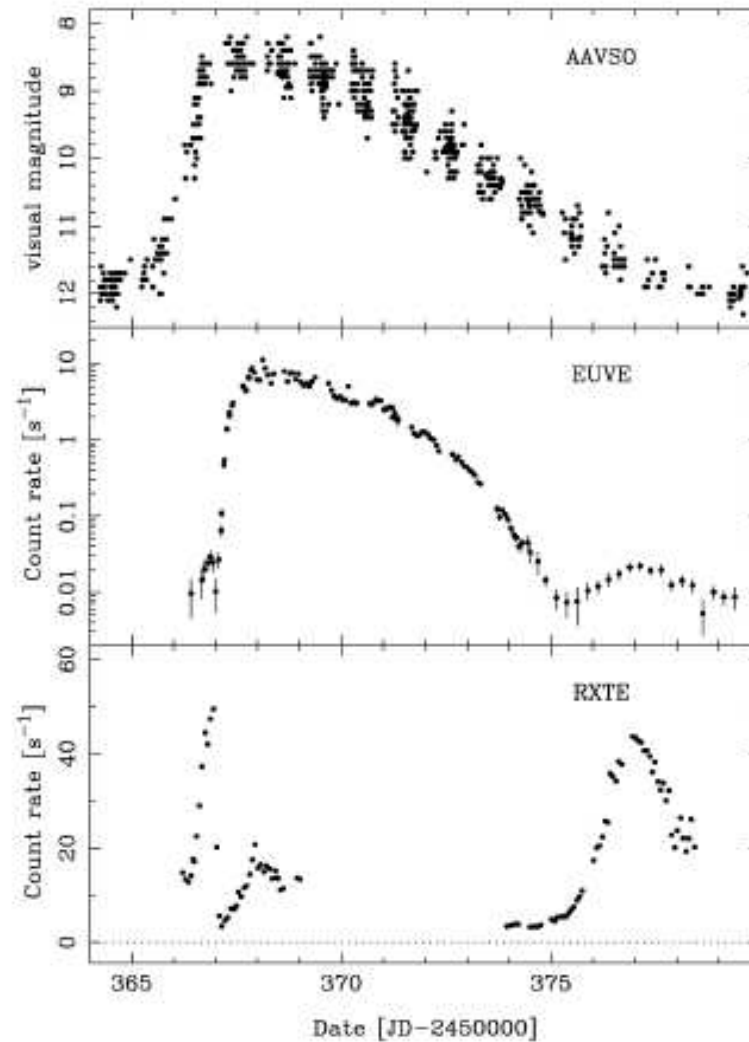 AAVSO
visual magnitude
8
9
10
11
12
EUVE
Count rate [s⁻¹]
10
1
0.1
0.01
RXTE
Count rate [s⁻¹]
60
40
20
0
365
370
375
Date [JD-2450000]